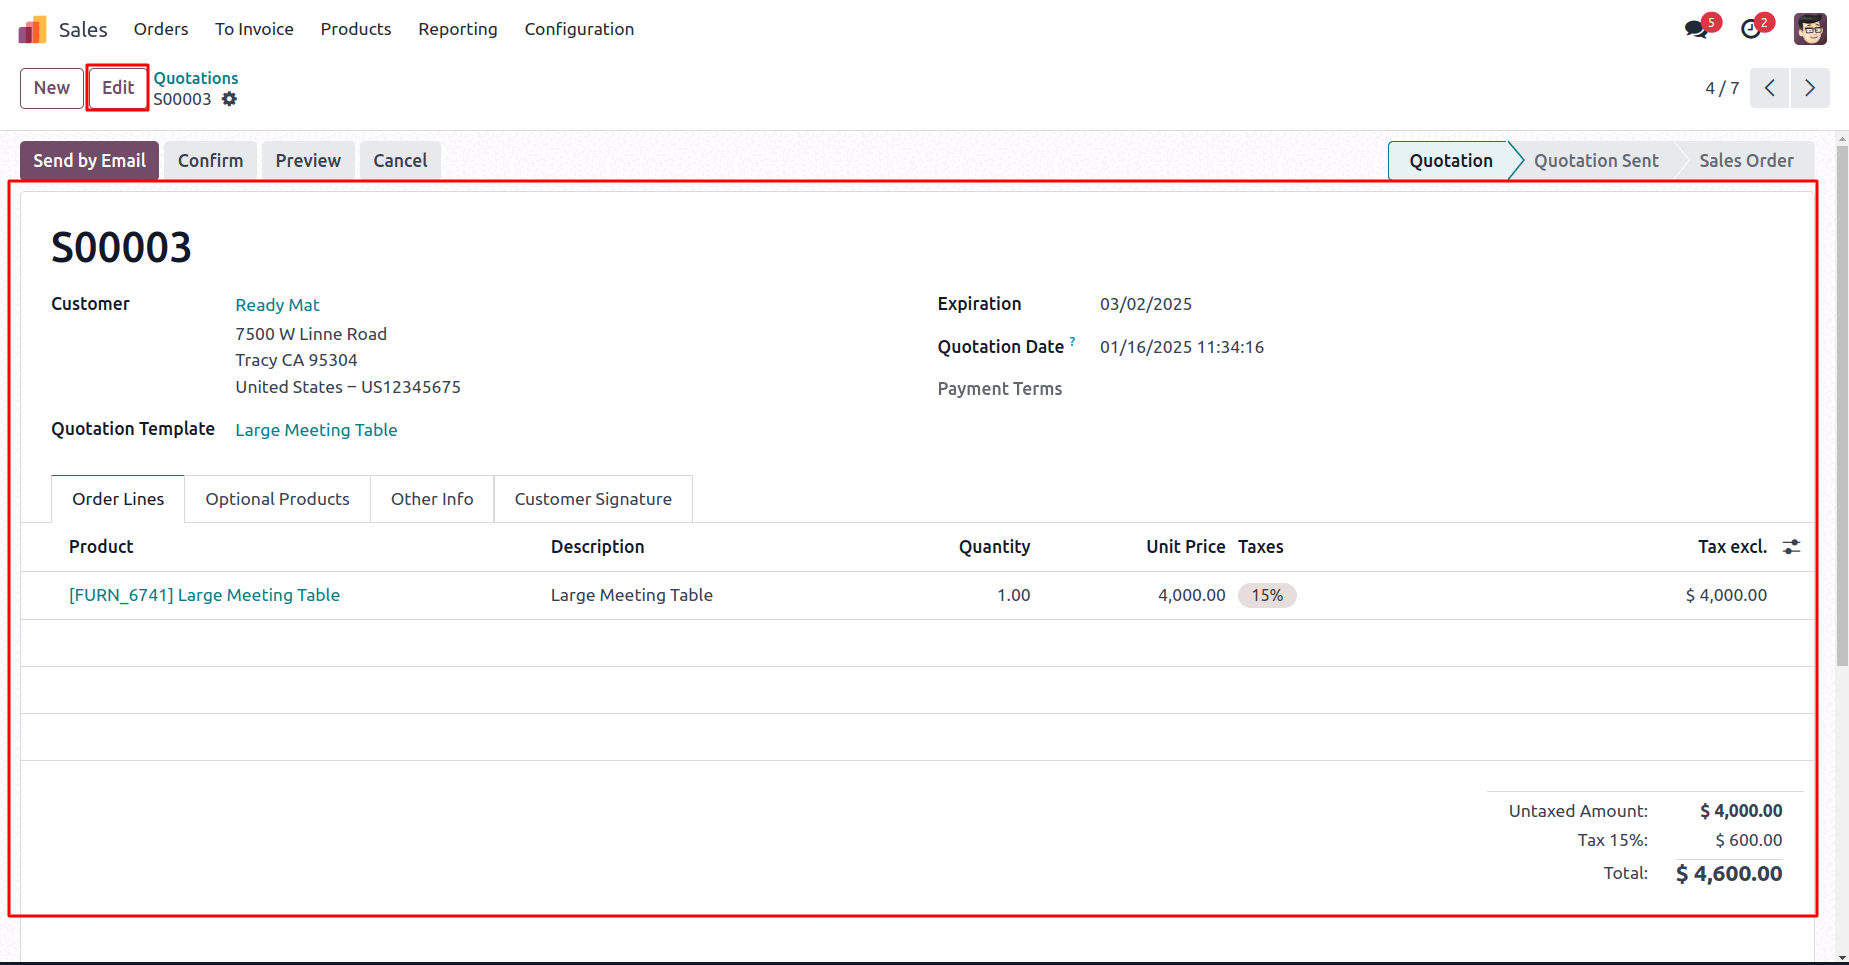 Sales Orders To Invoice Products Reporting Configuration 5 2
New Edit Quotations
S00003 4 / 7
Send by Email Confirm Preview Cancel Quotation Quotation Sent Sales Order
S00003
Customer Ready Mat Expiration 03/02/2025
7500 W Linne Road
Tracy CA 95304 Quotation Date ? 01/16/2025 11:34:16
United States – US12345675 Payment Terms
Quotation Template Large Meeting Table
Order Lines Optional Products Other Info Customer Signature
Product Description Quantity Unit Price Taxes Tax excl.
[FURN_6741] Large Meeting Table Large Meeting Table 1.00 4,000.00 15% $ 4,000.00
Untaxed Amount: $ 4,000.00
Tax 15%: $ 600.00
Total: $ 4,600.00